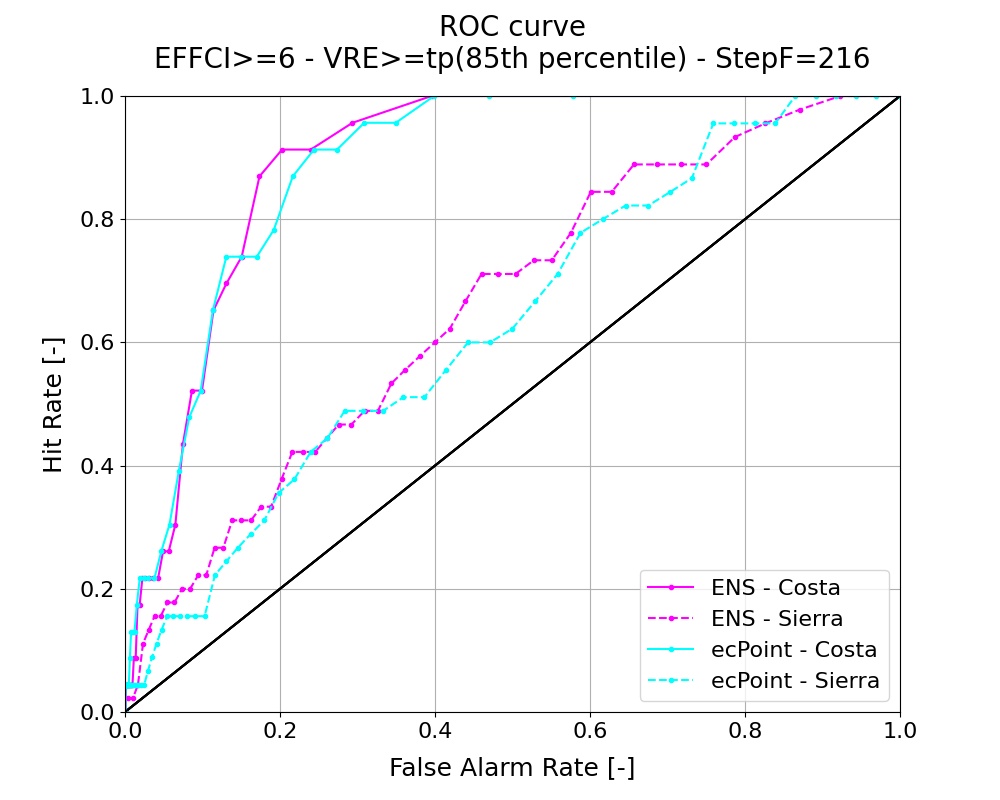 ROC curve
EFFCI>=6 - VRE>=tp(85th percentile) - StepF=216
1.0
0.8
0.6
0.4
0.2
0.0
Hit Rate [-]
ENS - Costa
ENS - Sierra
ecPoint - Costa
ecPoint - Sierra
0.0 0.2 0.4 0.6 0.8 1.0
False Alarm Rate [-]